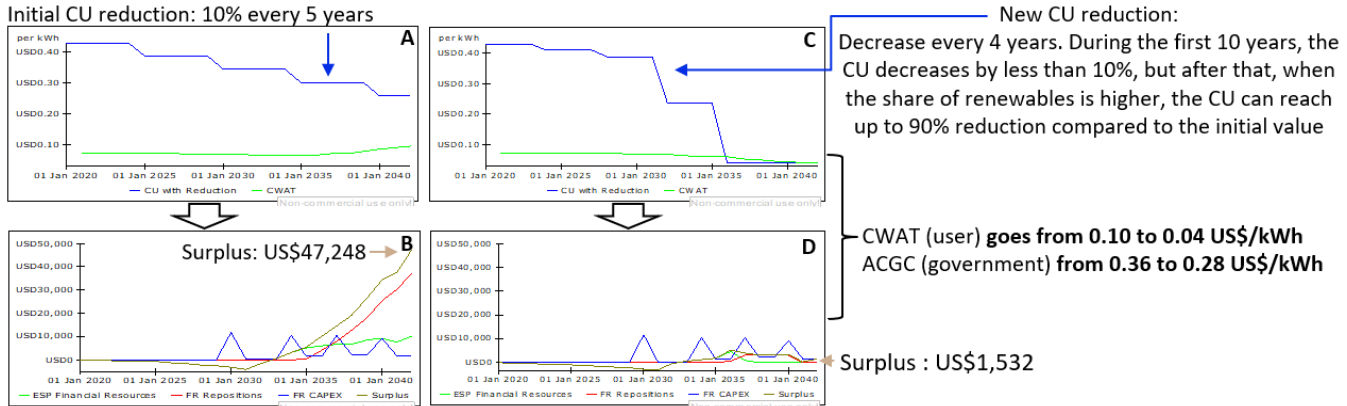 Initial CU reduction: 10% every 5 years
per kWh
A
USD0.40
USD0.30
USD0.20
USD0.10
01 Jan 2020 01 Jan 2025 01 Jan 2030 01 Jan 2035 01 Jan 2040
CU with Reduction CWAT
Non-commercial use only!
per kWh
C
USD0.40
USD0.30
USD0.20
USD0.10
01 Jan 2020 01 Jan 2025 01 Jan 2030 01 Jan 2035 01 Jan 2040
CU with Reduction CWAT
Non-commercial use only!
New CU reduction:
Decrease every 4 years. During the first 10 years, the
CU decreases by less than 10%, but after that, when
the share of renewables is higher, the CU can reach
up to 90% reduction compared to the initial value
USD50,000
B
Surplus: US$47,248
USD40,000
USD30,000
USD20,000
USD10,000
USD0
01 Jan 2020 01 Jan 2025 01 Jan 2030 01 Jan 2035 01 Jan 2040
ESP Financial Resources FR Repositions FR CAPEX Surplus
USD50,000
D
USD40,000
USD30,000
USD20,000
USD10,000
USD0
01 Jan 2020 01 Jan 2025 01 Jan 2030 01 Jan 2035 01 Jan 2040
ESP Financial Resources FR Repositions FR CAPEX Surplus
CWAT (user) goes from 0.10 to 0.04 US$/kWh
ACGC (government) from 0.36 to 0.28 US$/kWh
Surplus : US$1,532